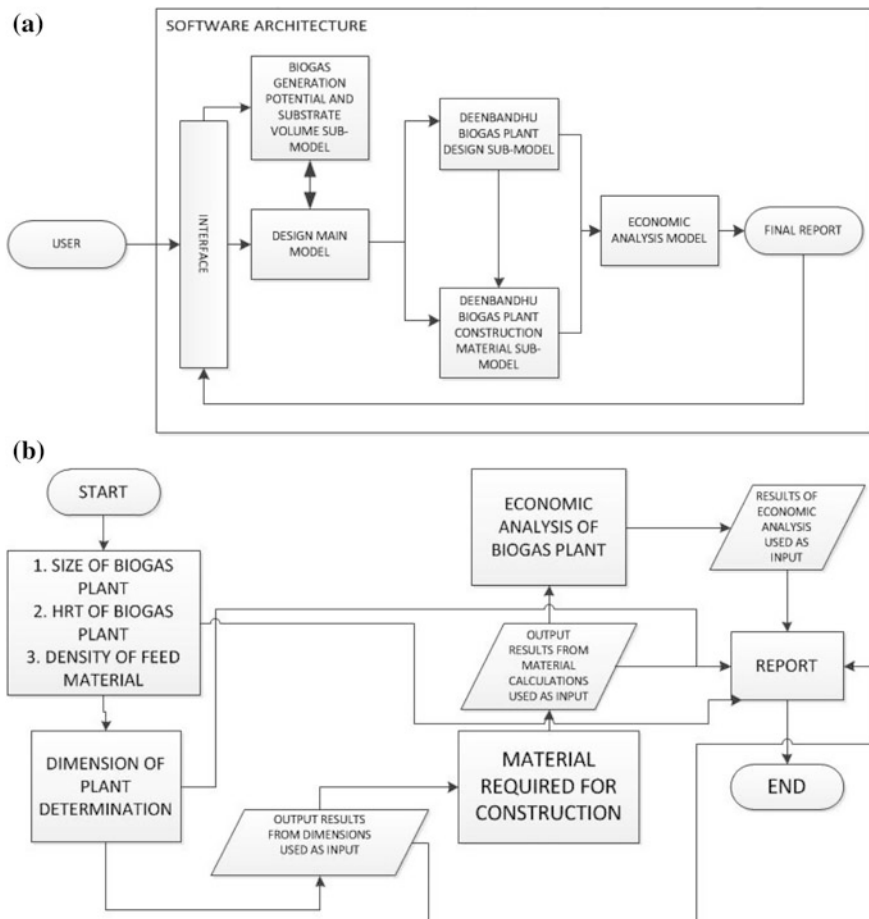 (a)
SOFTWARE ARCHITECTURE
BIOGAS
GENERATION
POTENTIAL AND
SUBSTRATE
VOLUME SUB-
MODEL
DEENBANDHU
BIOGAS PLANT
DESIGN SUB-MODEL
USER
INTERFACE
DESIGN MAIN
MODEL
ECONOMIC
ANALYSIS MODEL
FINAL REPORT
DEENBANDHU
BIOGAS PLANT
CONSTRUCTION
MATERIAL SUB-
MODEL
(b)
START
1. SIZE OF BIOGAS
PLANT
2. HRT OF BIOGAS
PLANT
3. DENSITY OF FEED
MATERIAL
DIMENSION OF
PLANT
DETERMINATION
OUTPUT RESULTS
FROM DIMENSIONS
USED AS INPUT
MATERIAL
REQUIRED FOR
CONSTRUCTION
OUTPUT
RESULTS FROM
MATERIAL
CALCULATIONS
USED AS INPUT
ECONOMIC
ANALYSIS OF
BIOGAS PLANT
RESULTS OF
ECONOMIC
ANALYSIS
USED AS
INPUT
REPORT
END